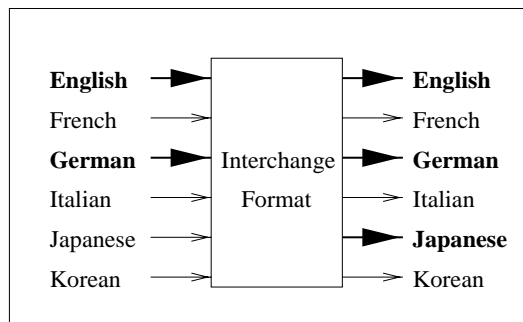 English English
French French
German Interchange German
Italian Format Italian
Japanese Japanese
Korean Korean